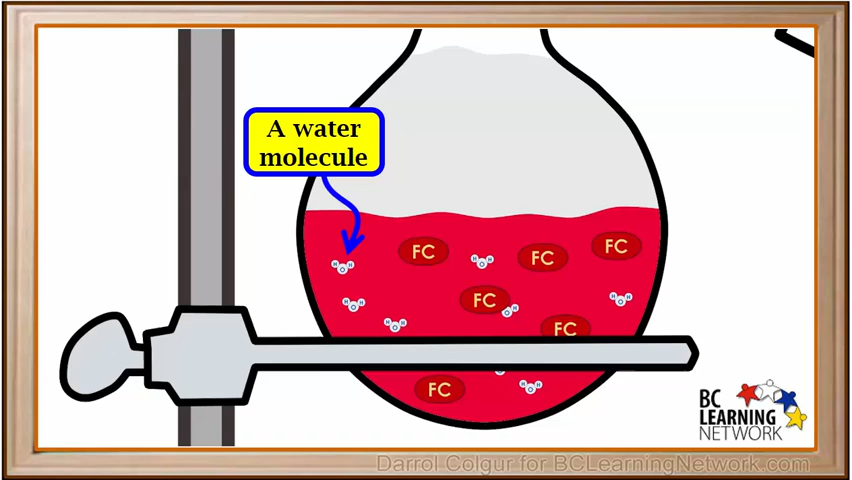 A water
molecule
FC
FC
FC
H H
O
H H
O
FC
H H
O
H H
O
H H
O
H H
O
FC
FC
H H
O
BC
LEARNING
NETWORK
Darrol Colgur for BCLearningNetwork.com